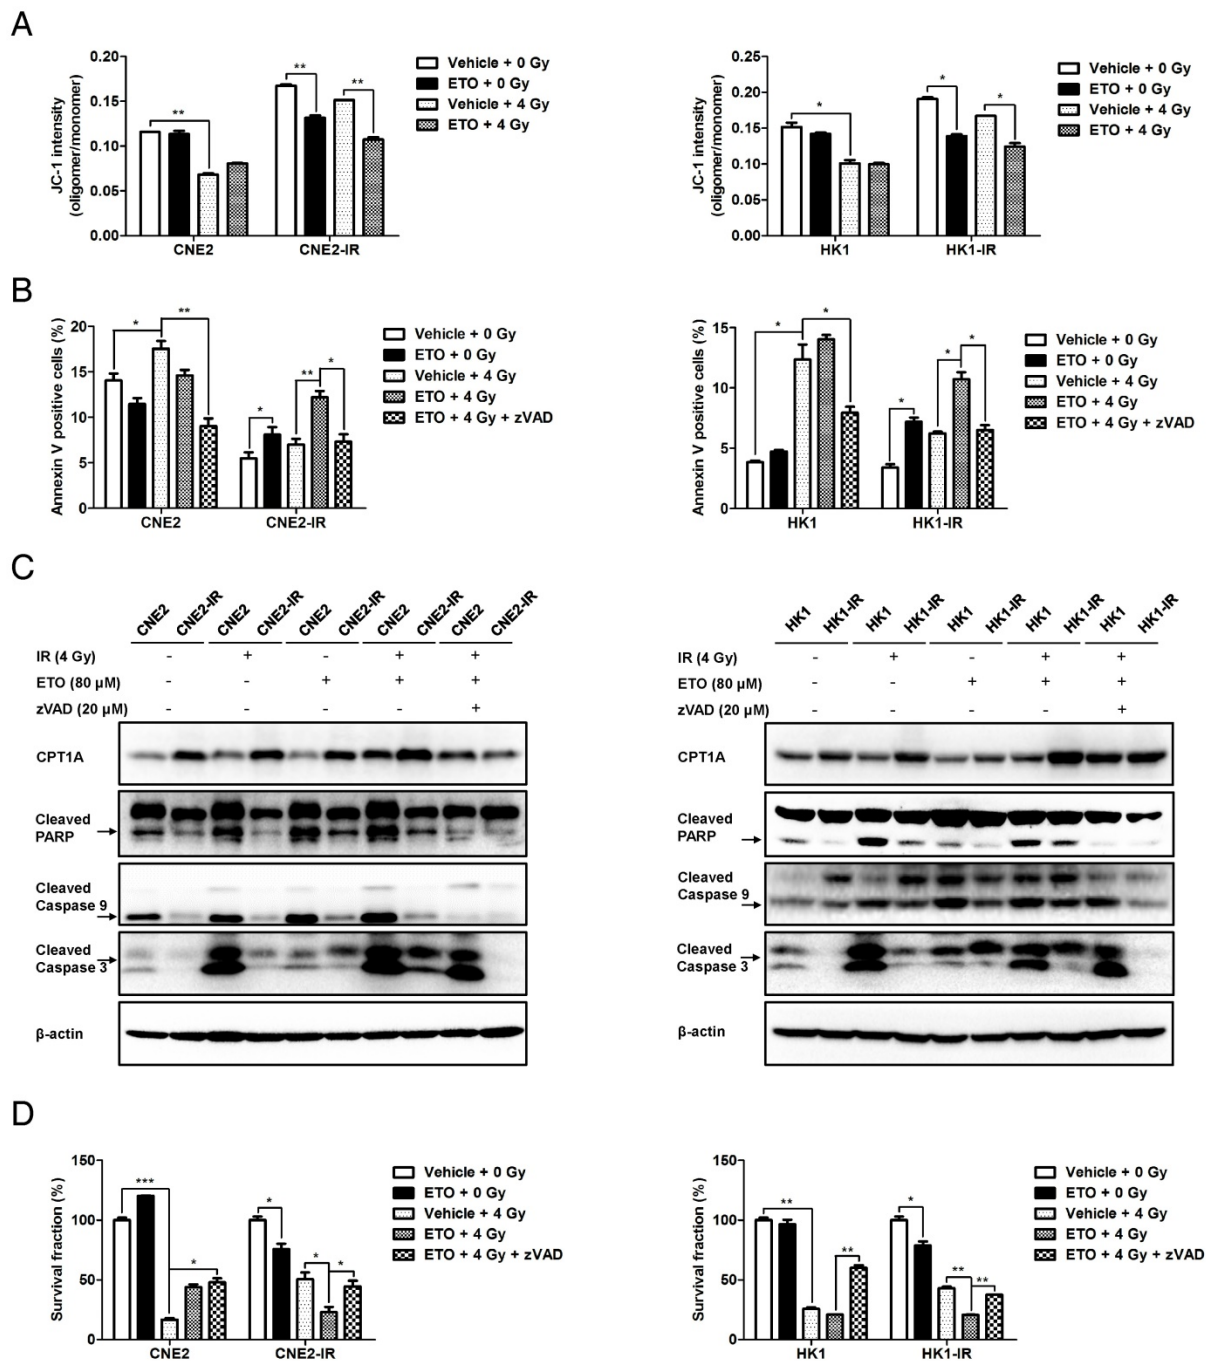 A
JC-1 intensity
(oligomer/monomer)
0.20
0.15
0.10
0.05
0.00
**
**
**
CNE2
CNE2-IR
Vehicle + 0 Gy
ETO + 0 Gy
Vehicle + 4 Gy
ETO + 4 Gy
JC-1 intensity
(oligomer/monomer)
0.25
0.20
0.15
0.10
0.05
0.00
*
*
*
HK1
HK1-IR
Vehicle + 0 Gy
ETO + 0 Gy
Vehicle + 4 Gy
ETO + 4 Gy
B
Annexin V positive cells (%)
20
15
10
5
0
*
**
*
**
*
CNE2
CNE2-IR
Vehicle + 0 Gy
ETO + 0 Gy
Vehicle + 4 Gy
ETO + 4 Gy
ETO + 4 Gy + zVAD
Annexin V positive cells (%)
15
10
5
0
*
*
*
*
*
HK1
HK1-IR
Vehicle + 0 Gy
ETO + 0 Gy
Vehicle + 4 Gy
ETO + 4 Gy
ETO + 4 Gy + zVAD
C
CNE2 CNE2-IR CNE2 CNE2-IR CNE2 CNE2-IR CNE2 CNE2-IR CNE2 CNE2-IR
IR (4 Gy) - + - + +
ETO (80 µM) - - + + +
zVAD (20 µM) - - - - +
CPT1A
Cleaved
PARP
Cleaved
Caspase 9
Cleaved
Caspase 3
β-actin
HK1 HK1-IR HK1 HK1-IR HK1 HK1-IR HK1 HK1-IR HK1 HK1-IR
IR (4 Gy) - + - + +
ETO (80 µM) - - + + +
zVAD (20 µM) - - - - +
CPT1A
Cleaved
PARP
Cleaved
Caspase 9
Cleaved
Caspase 3
β-actin
D
Survival fraction (%)
150
100
50
0
***
*
*
*
*
CNE2
CNE2-IR
Vehicle + 0 Gy
ETO + 0 Gy
Vehicle + 4 Gy
ETO + 4 Gy
ETO + 4 Gy + zVAD
Survival fraction (%)
150
100
50
0
**
**
*
**
**
HK1
HK1-IR
Vehicle + 0 Gy
ETO + 0 Gy
Vehicle + 4 Gy
ETO + 4 Gy
ETO + 4 Gy + zVAD